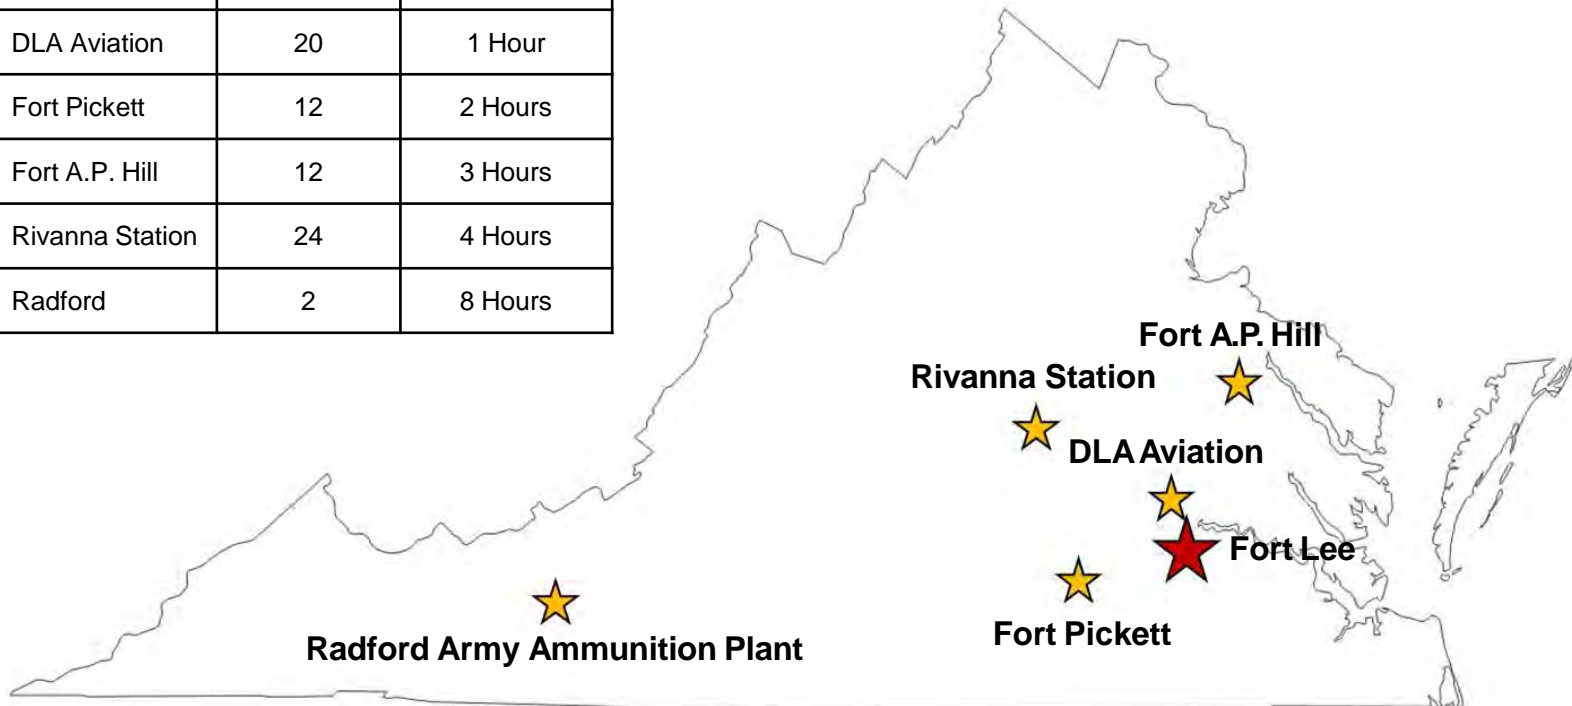 DLA Aviation 20 1 Hour
Fort Pickett 12 2 Hours
Fort A.P. Hill 12 3 Hours
Rivanna Station 24 4 Hours
Radford 2 8 Hours
Fort A.P. Hill
Rivanna Station
DLA Aviation
Fort Lee
Fort Pickett
Radford Army Ammunition Plant